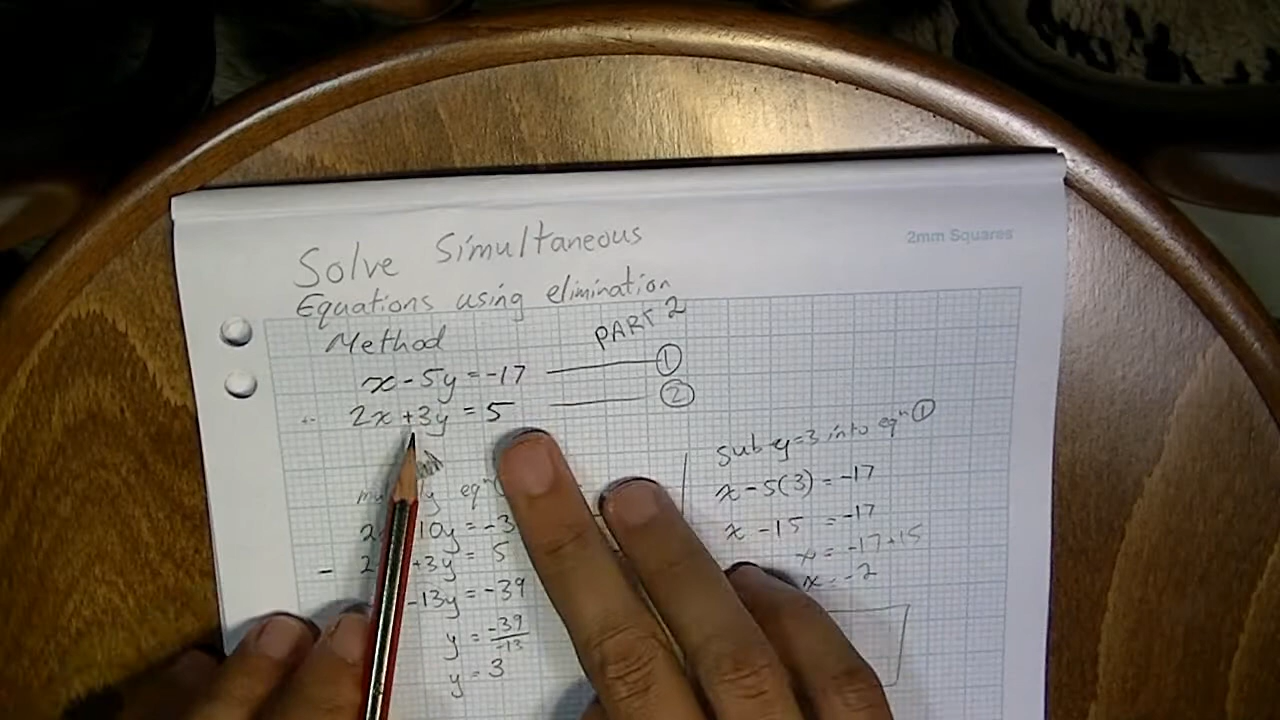 2mm Squares
Solve Simultaneous
Equations using elimination
Method
PART 2
x - 5y = -17 ①
2x + 3y = 5 ②
eqⁿ
10y = -3
- 2 +3y = 5
-13y = -39
y = -39/-13
y = 3
sub y=3 into eqⁿ ①
x - 5(3) = -17
x - 15 = -17
x = -17+15
x = -2